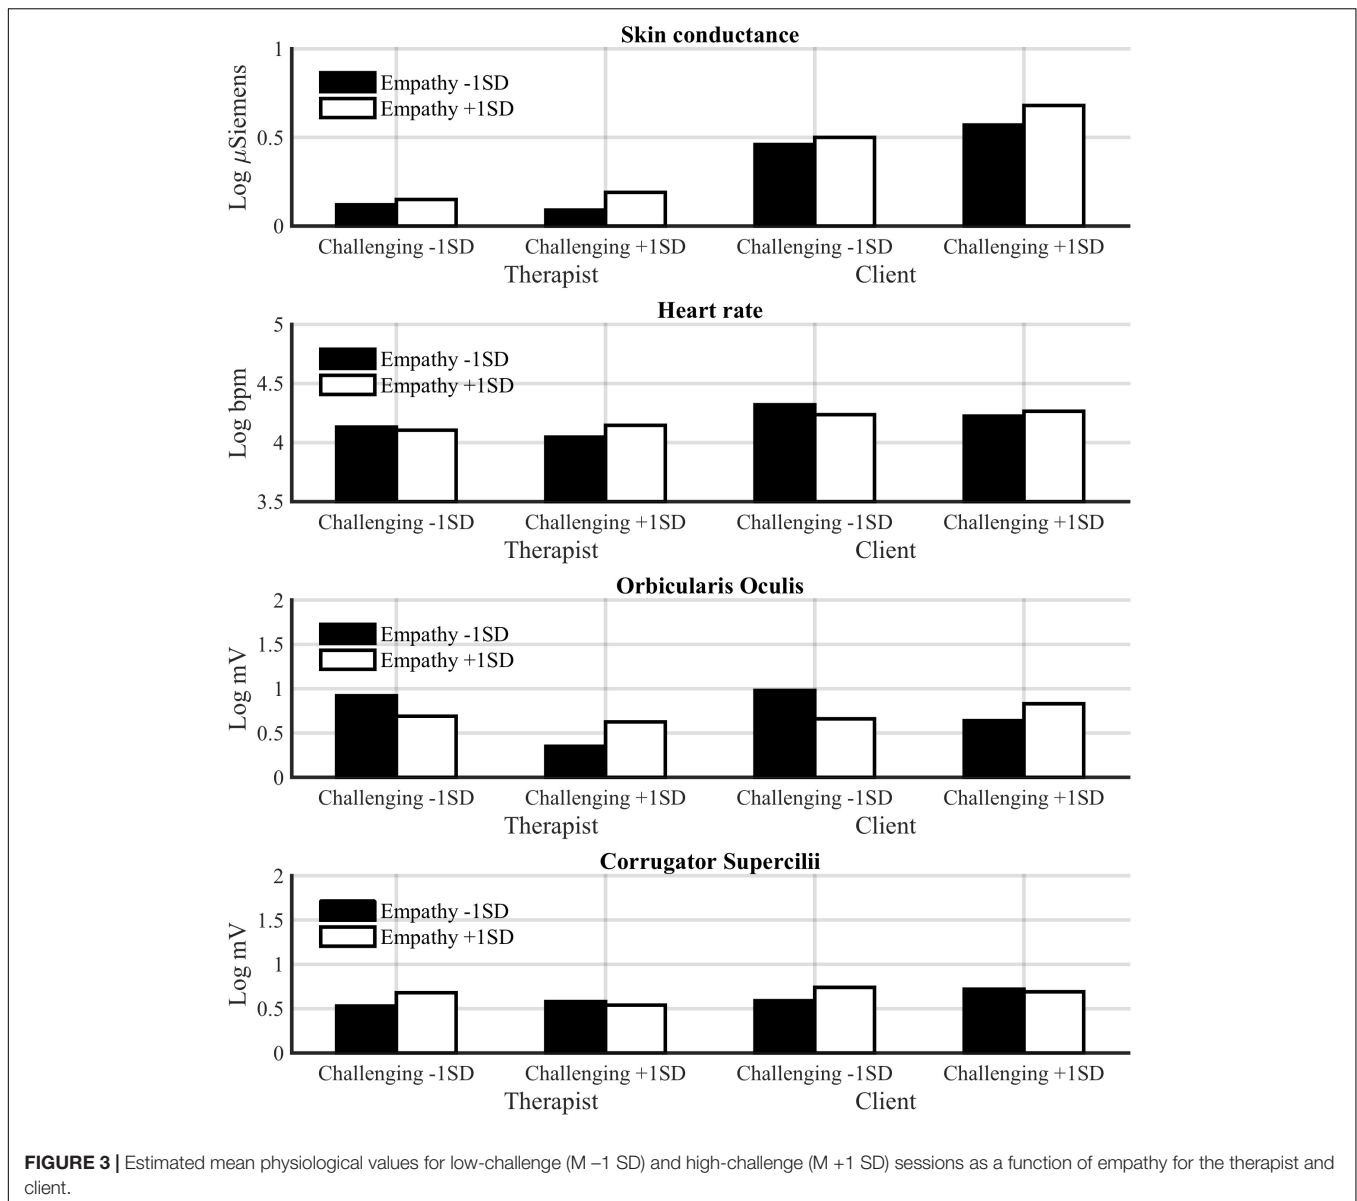 Skin conductance
1
Empathy -1SD
Empathy +1SD
0.5
0
Log µSiemens
Challenging -1SD Challenging +1SD Challenging -1SD Challenging +1SD
Therapist Client
Heart rate
5
Empathy -1SD
4.5
Empathy +1SD
4
3.5
Log bpm
Challenging -1SD Challenging +1SD Challenging -1SD Challenging +1SD
Therapist Client
Orbicularis Oculis
2
Empathy -1SD
1.5
Empathy +1SD
1
0.5
0
Log mV
Challenging -1SD Challenging +1SD Challenging -1SD Challenging +1SD
Therapist Client
Corrugator Supercilii
2
Empathy -1SD
1.5
Empathy +1SD
1
0.5
0
Log mV
Challenging -1SD Challenging +1SD Challenging -1SD Challenging +1SD
Therapist Client
FIGURE 3 | Estimated mean physiological values for low-challenge (M –1 SD) and high-challenge (M +1 SD) sessions as a function of empathy for the therapist and
client.